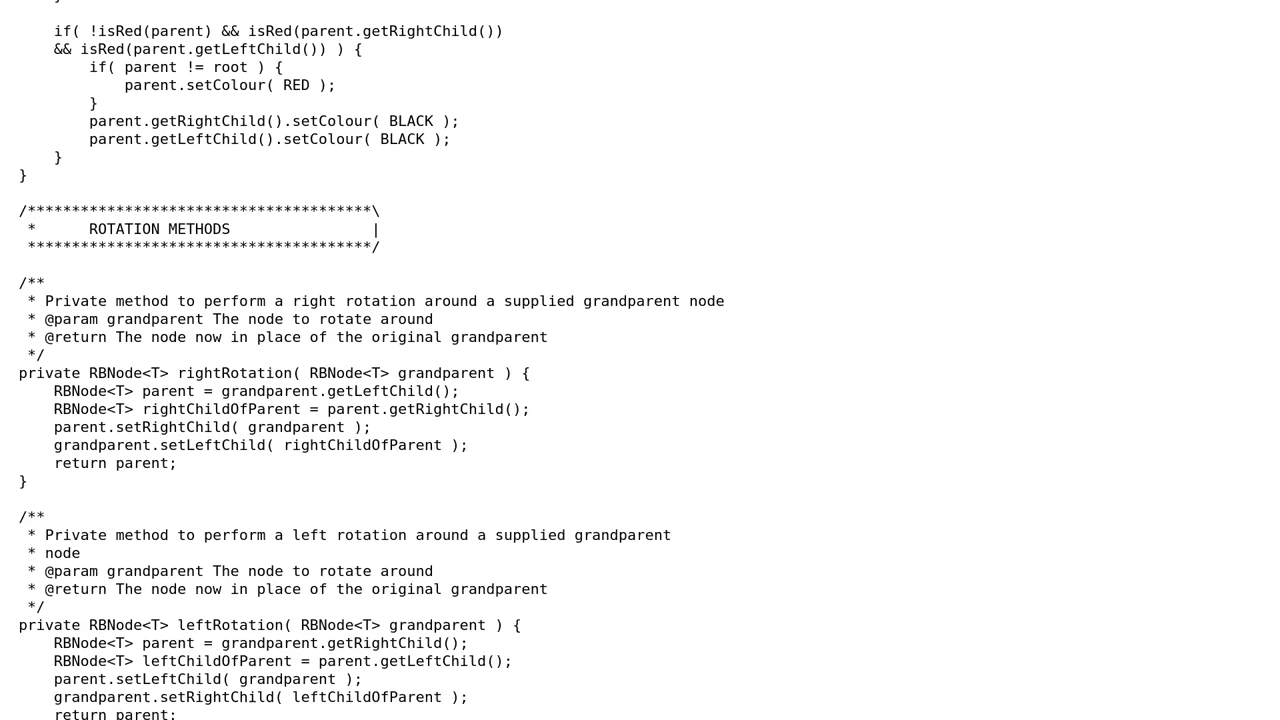 }
    if( !isRed(parent) && isRed(parent.getRightChild())
    && isRed(parent.getLeftChild()) ) {
        if( parent != root ) {
            parent.setColour( RED );
        }
        parent.getRightChild().setColour( BLACK );
        parent.getLeftChild().setColour( BLACK );
    }
}
/***************************************\
 *      ROTATION METHODS                |
 ***************************************/
/**
 * Private method to perform a right rotation around a supplied grandparent node
 * @param grandparent The node to rotate around
 * @return The node now in place of the original grandparent
 */
private RBNode<T> rightRotation( RBNode<T> grandparent ) {
    RBNode<T> parent = grandparent.getLeftChild();
    RBNode<T> rightChildOfParent = parent.getRightChild();
    parent.setRightChild( grandparent );
    grandparent.setLeftChild( rightChildOfParent );
    return parent;
}
/**
 * Private method to perform a left rotation around a supplied grandparent
 * node
 * @param grandparent The node to rotate around
 * @return The node now in place of the original grandparent
 */
private RBNode<T> leftRotation( RBNode<T> grandparent ) {
    RBNode<T> parent = grandparent.getRightChild();
    RBNode<T> leftChildOfParent = parent.getLeftChild();
    parent.setLeftChild( grandparent );
    grandparent.setRightChild( leftChildOfParent );
    return parent;